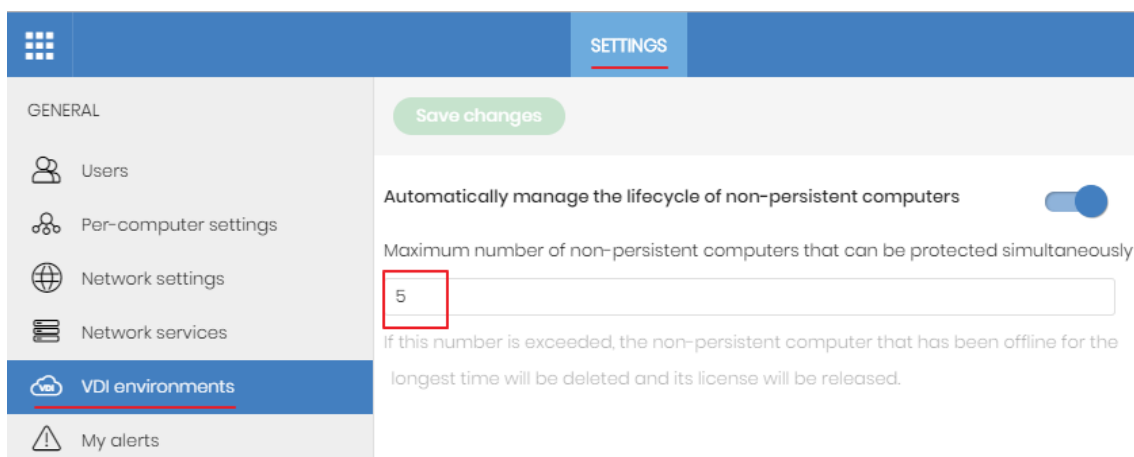 SETTINGS
GENERAL
Save changes
Users
Per-computer settings
Network settings
Network services
VDI
VDI environments
My alerts
Automatically manage the lifecycle of non-persistent computers
Maximum number of non-persistent computers that can be protected simultaneously
5
If this number is exceeded, the non-persistent computer that has been offline for the
longest time will be deleted and its license will be released.